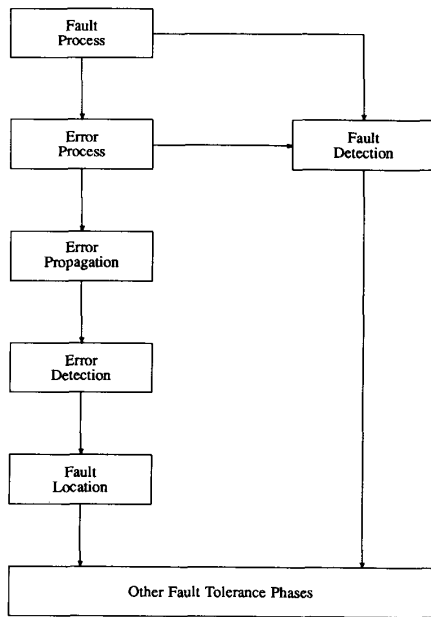 Fault
Process
Error
Process
Fault
Detection
Error
Propagation
Error
Detection
Fault
Location
Other Fault Tolerance Phases